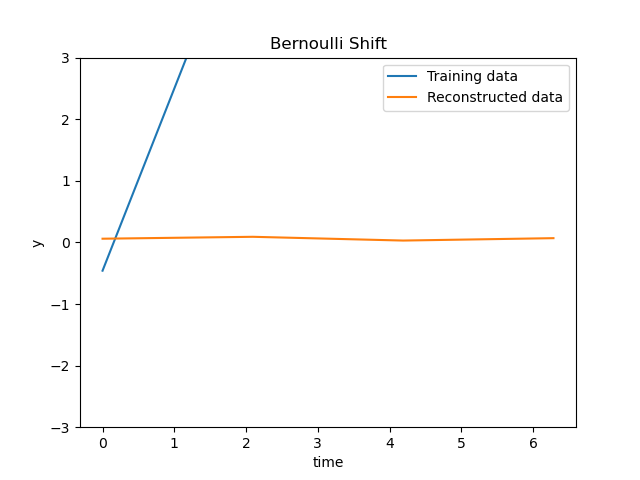 Bernoulli Shift
Training data
Reconstructed data
3
2
1
0
−1
−2
−3
y
0 1 2 3 4 5 6
time